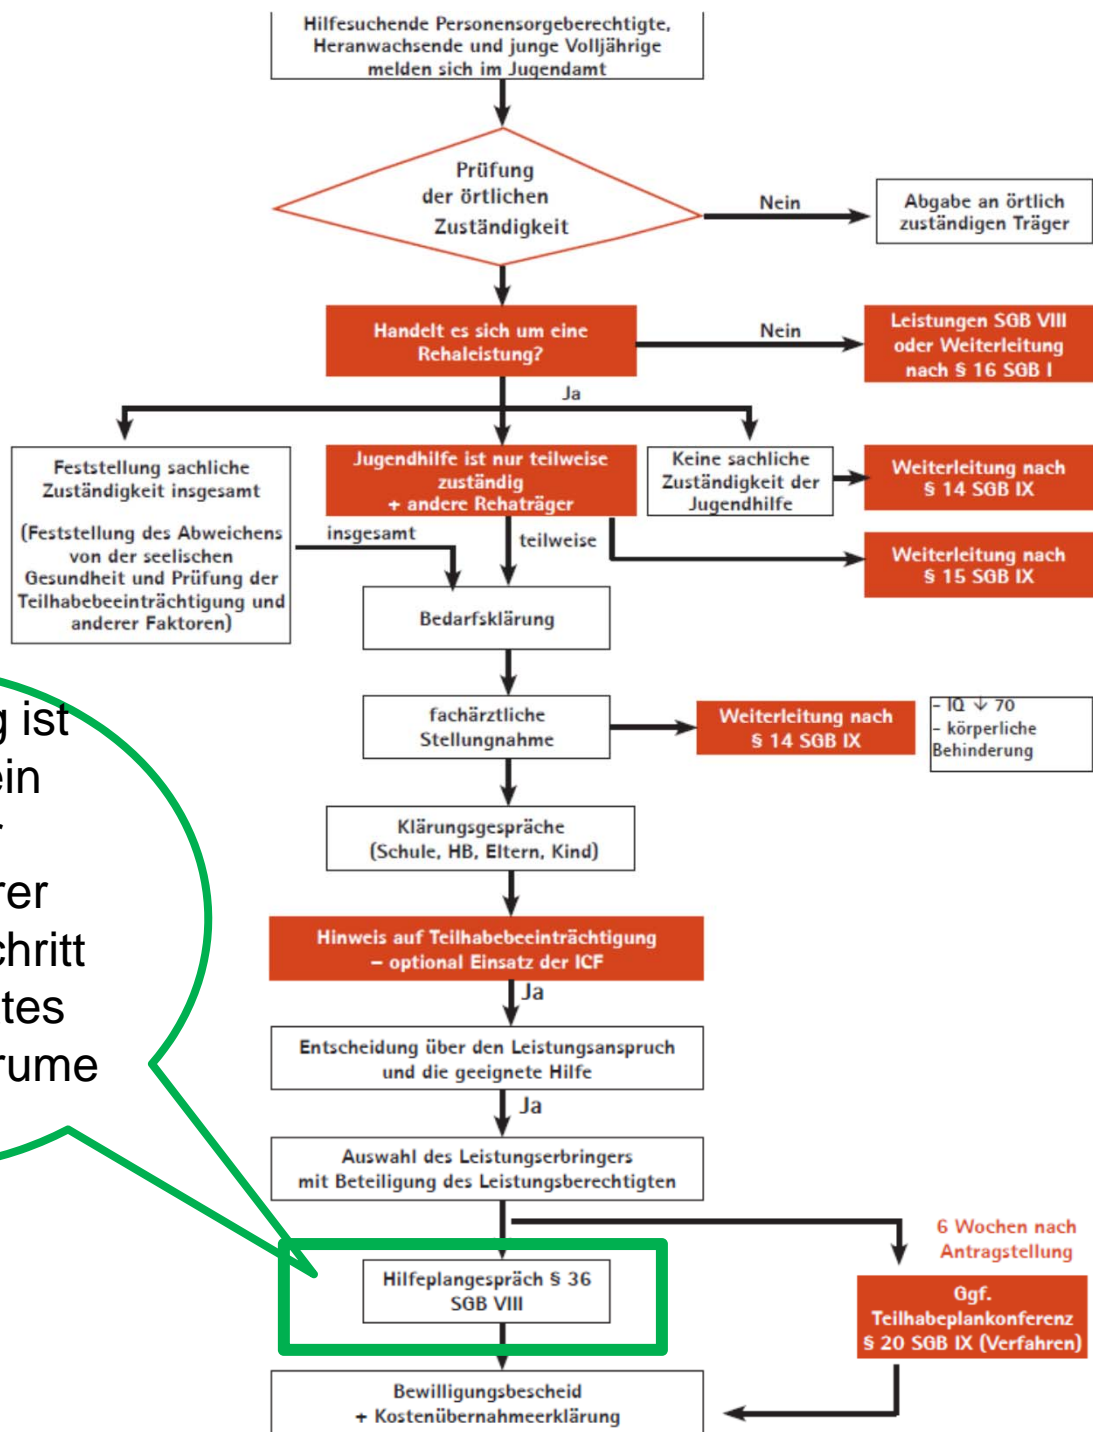 Hilfesuchende Personensorgeberechtigte,
Heranwachsende und junge Volljährige
melden sich im Jugendamt
Prüfung
der örtlichen
Zuständigkeit
Nein
Abgabe an örtlich
zuständigen Träger
Handelt es sich um eine
Rehaleistung?
Nein
Leistungen SGB VIII
oder Weiterleitung
nach § 16 SGB I
Ja
Feststellung sachliche
Zuständigkeit insgesamt
(Feststellung des Abweichens
von der seelischen
Gesundheit und Prüfung der
Teilhabebeeinträchtigung und
anderer Faktoren)
Jugendhilfe ist nur teilweise
zuständig
+ andere Rehaträger
Keine sachliche
Zuständigkeit der
Jugendhilfe
Weiterleitung nach
§ 14 SGB IX
insgesamt
teilweise
Weiterleitung nach
§ 15 SGB IX
Bedarfsklärung
fachärztliche
Stellungnahme
Weiterleitung nach
§ 14 SGB IX
- IQ ↓ 70
- körperliche
Behinderung
g ist
ein
rer
chritt
tes
rume
Klärungsgespräche
(Schule, HB, Eltern, Kind)
Hinweis auf Teilhabebeeinträchtigung
– optional Einsatz der ICF
Ja
Entscheidung über den Leistungsanspruch
und die geeignete Hilfe
Ja
Auswahl des Leistungserbringers
mit Beteiligung des Leistungsberechtigten
6 Wochen nach
Antragstellung
Hilfeplangespräch § 36
SGB VIII
Ggf.
Teilhabeplankonferenz
§ 20 SGB IX (Verfahren)
Bewilligungsbescheid
+ Kostenübernahmeerklärung